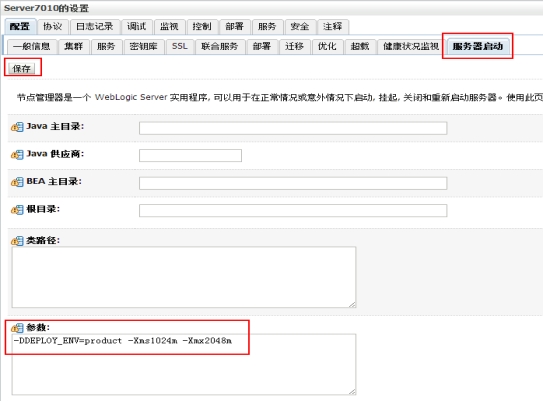 Server7010的设置
配置 协议 日志记录 调试 监视 控制 部署 服务 安全 注释
一般信息 集群 服务 密钥库 SSL 联合服务 部署 迁移 优化 超载 健康状况监视 服务器启动
保存
节点管理器是一个 WebLogic Server 实用程序, 可以用于在正常情况或意外情况下启动, 挂起, 关闭和重新启动服务器。使用此页
Java 主目录:
Java 供应商:
BEA 主目录:
根目录:
类路径:
参数:
-DDEPLOY_ENV=product -Xms1024m -Xmx2048m